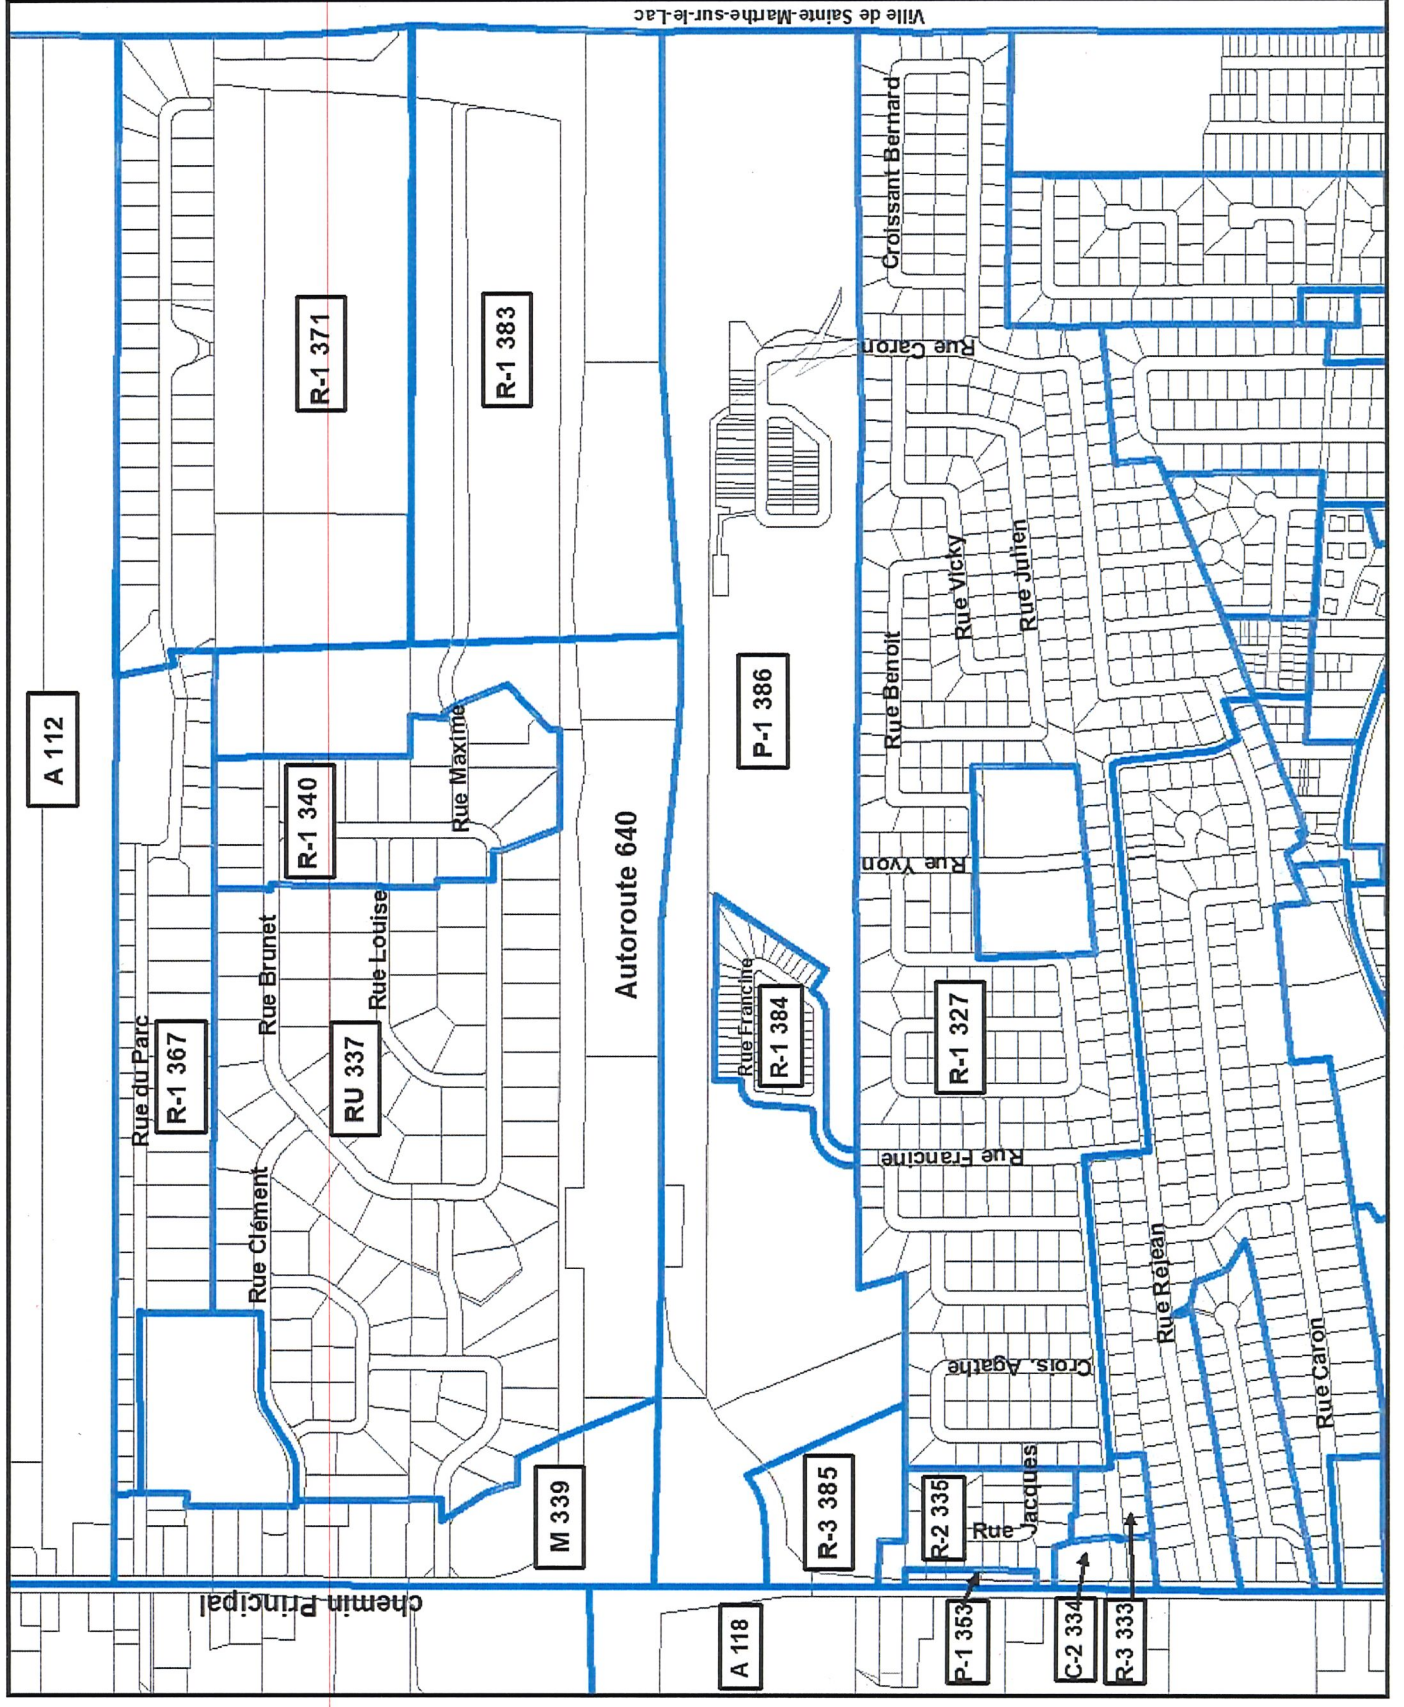 Ville de Sainte-Marthe-sur-le-Lac
Croissant Bernard
R-1 371
R-1 383
Rue Caron
Rue Vicky
Rue Julien
Rue Benoit
A 112
P-1 386
Rue Maxime
R-1 340
Autoroute 640
Rue Yvon
Rue Brunet
Rue Louise
Rue Francine
R-1 384
R-1 327
Rue du Parc
R-1 367
RU 337
Rue Francine
Rue Clément
Rue Rejean
Crois. Agathe
Rue Caron
M 339
R-3 385
R-2 335
Rue
Jacques
chemin Principal
A 118
P-1 353
C-2 334
R-3 333